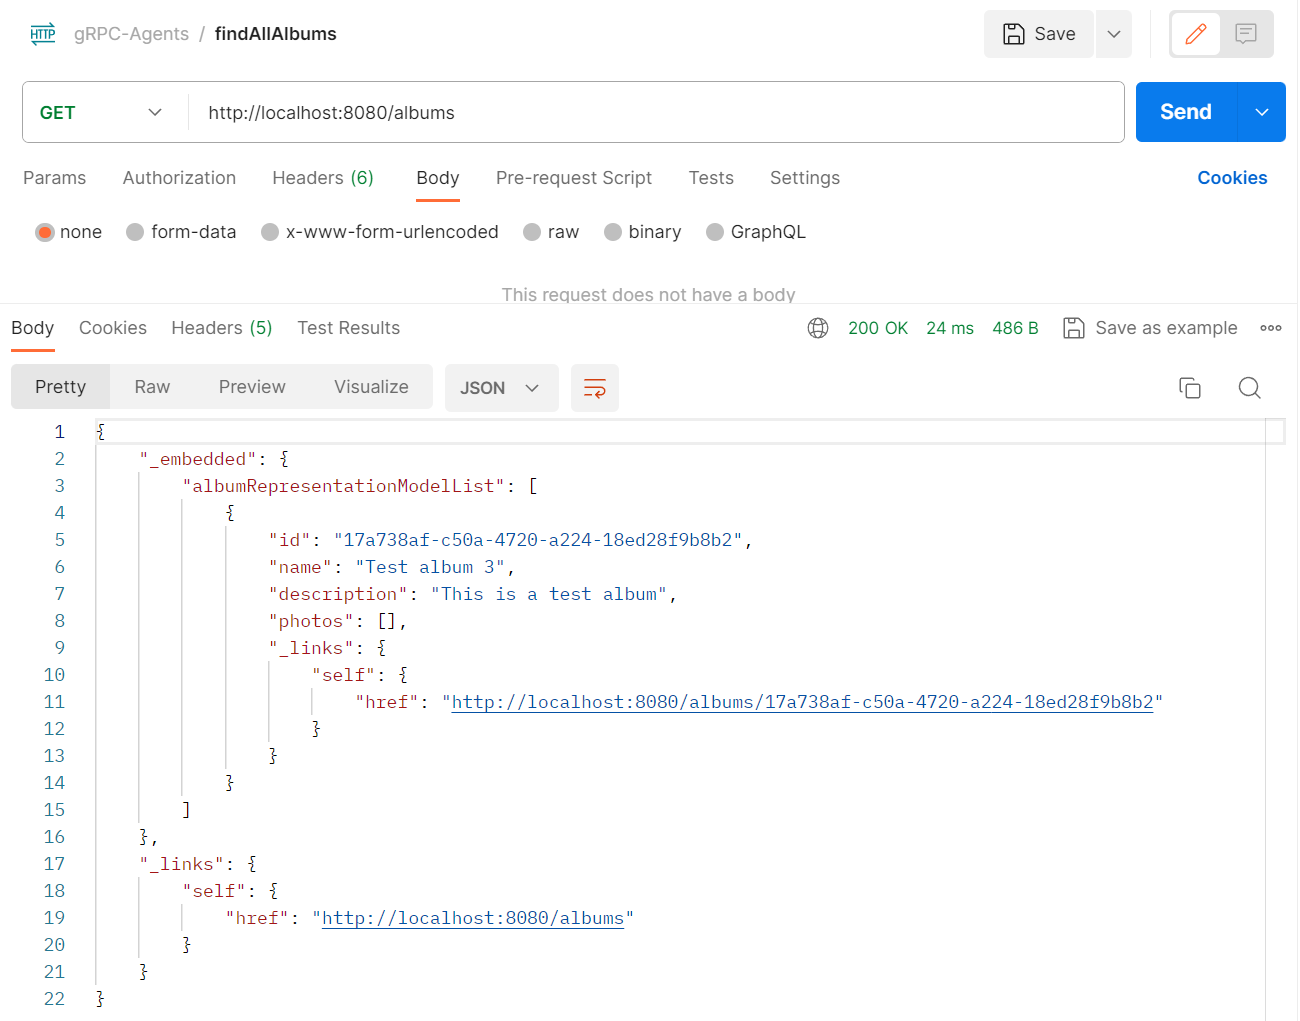 HTTP gRPC-Agents / findAllAlbums Save
GET http://localhost:8080/albums Send
Params Authorization Headers (6) Body Pre-request Script Tests Settings Cookies
none form-data x-www-form-urlencoded raw binary GraphQL
This request does not have a body
Body Cookies Headers (5) Test Results 200 OK 24 ms 486 B Save as example
Pretty Raw Preview Visualize JSON
1 {
2 "_embedded": {
3 "albumRepresentationModelList": [
4 {
5 "id": "17a738af-c50a-4720-a224-18ed28f9b8b2",
6 "name": "Test album 3",
7 "description": "This is a test album",
8 "photos": [],
9 "_links": {
10 "self": {
11 "href": "http://localhost:8080/albums/17a738af-c50a-4720-a224-18ed28f9b8b2"
12 }
13 }
14 }
15 ]
16 },
17 "_links": {
18 "self": {
19 "href": "http://localhost:8080/albums"
20 }
21 }
22 }